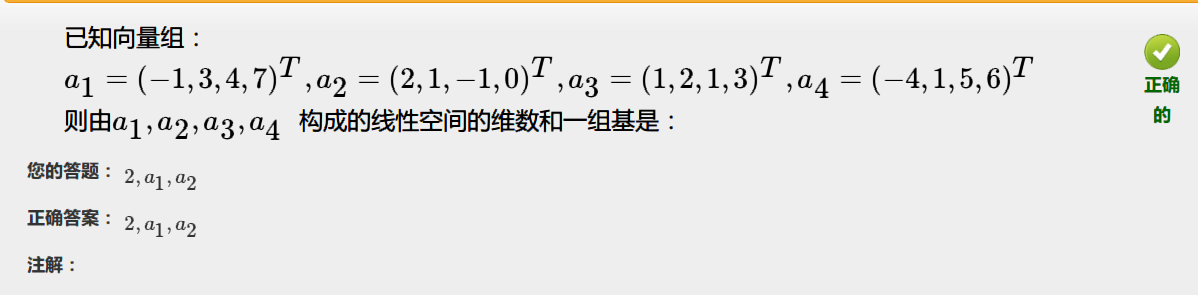 已知向量组：
a₁ = (−1,3,4,7)ᵀ,a₂ = (2,1,−1,0)ᵀ,a₃ = (1,2,1,3)ᵀ,a₄ = (−4,1,5,6)ᵀ
则由a₁,a₂,a₃,a₄ 构成的线性空间的维数和一组基是：
正确的
您的答题： 2,a₁,a₂
正确答案： 2,a₁,a₂
注解：